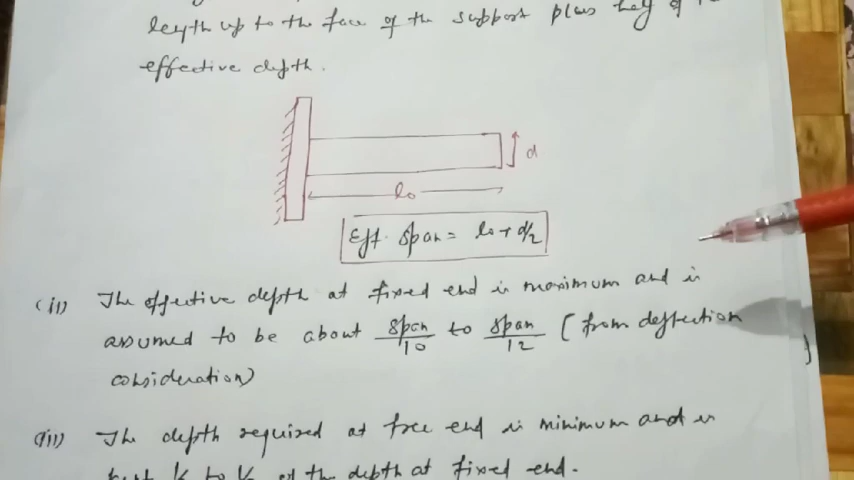 length up to the face of the support plus half of
effective depth.
d
lo
Eff. span = lo + d/2
(ii) The effective depth at fixed end is maximum and is
assumed to be about span/10 to span/12 [ from deflection
consideration)
(iii) The depth required at free end is minimum and is
of the depth at fixed end.